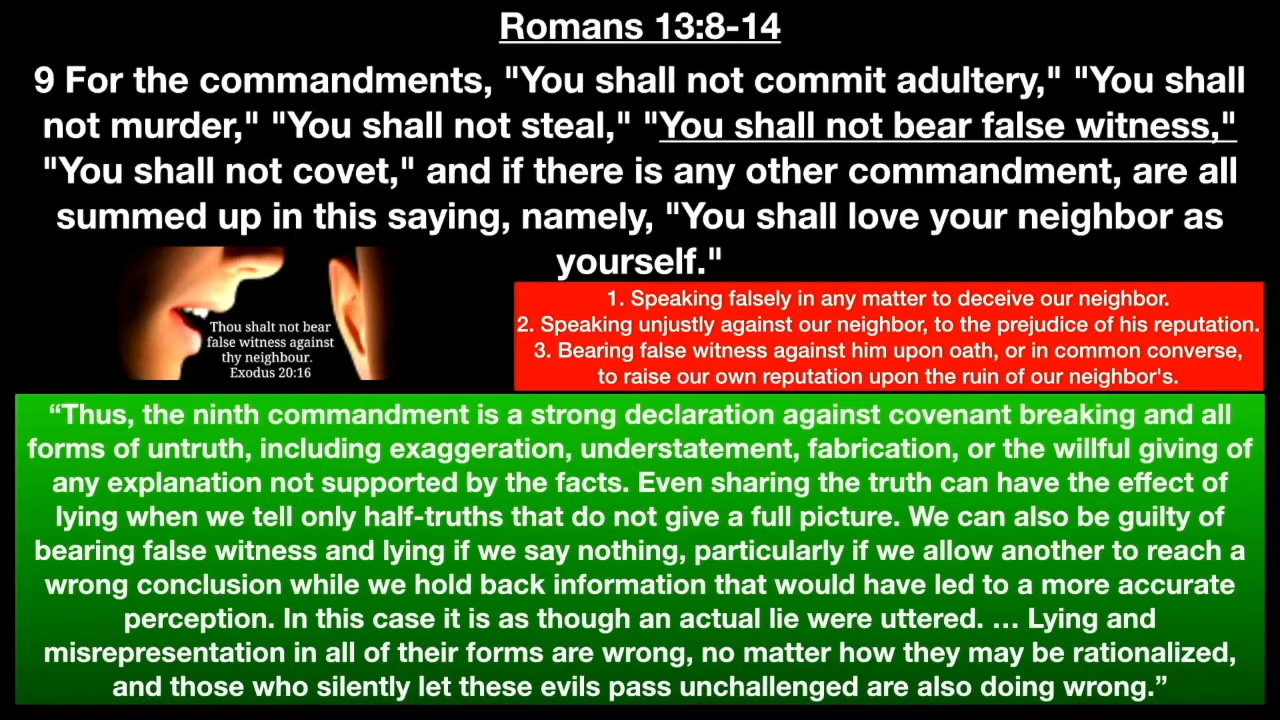 Romans 13:8-14
9 For the commandments, "You shall not commit adultery," "You shall
not murder," "You shall not steal," "You shall not bear false witness,"
"You shall not covet," and if there is any other commandment, are all
summed up in this saying, namely, "You shall love your neighbor as
yourself."
Thou shalt not bear
false witness against
thy neighbour.
Exodus 20:16
1. Speaking falsely in any matter to deceive our neighbor.
2. Speaking unjustly against our neighbor, to the prejudice of his reputation.
3. Bearing false witness against him upon oath, or in common converse,
to raise our own reputation upon the ruin of our neighbor's.
“Thus, the ninth commandment is a strong declaration against covenant breaking and all
forms of untruth, including exaggeration, understatement, fabrication, or the willful giving of
any explanation not supported by the facts. Even sharing the truth can have the effect of
lying when we tell only half-truths that do not give a full picture. We can also be guilty of
bearing false witness and lying if we say nothing, particularly if we allow another to reach a
wrong conclusion while we hold back information that would have led to a more accurate
perception. In this case it is as though an actual lie were uttered. … Lying and
misrepresentation in all of their forms are wrong, no matter how they may be rationalized,
and those who silently let these evils pass unchallenged are also doing wrong.”